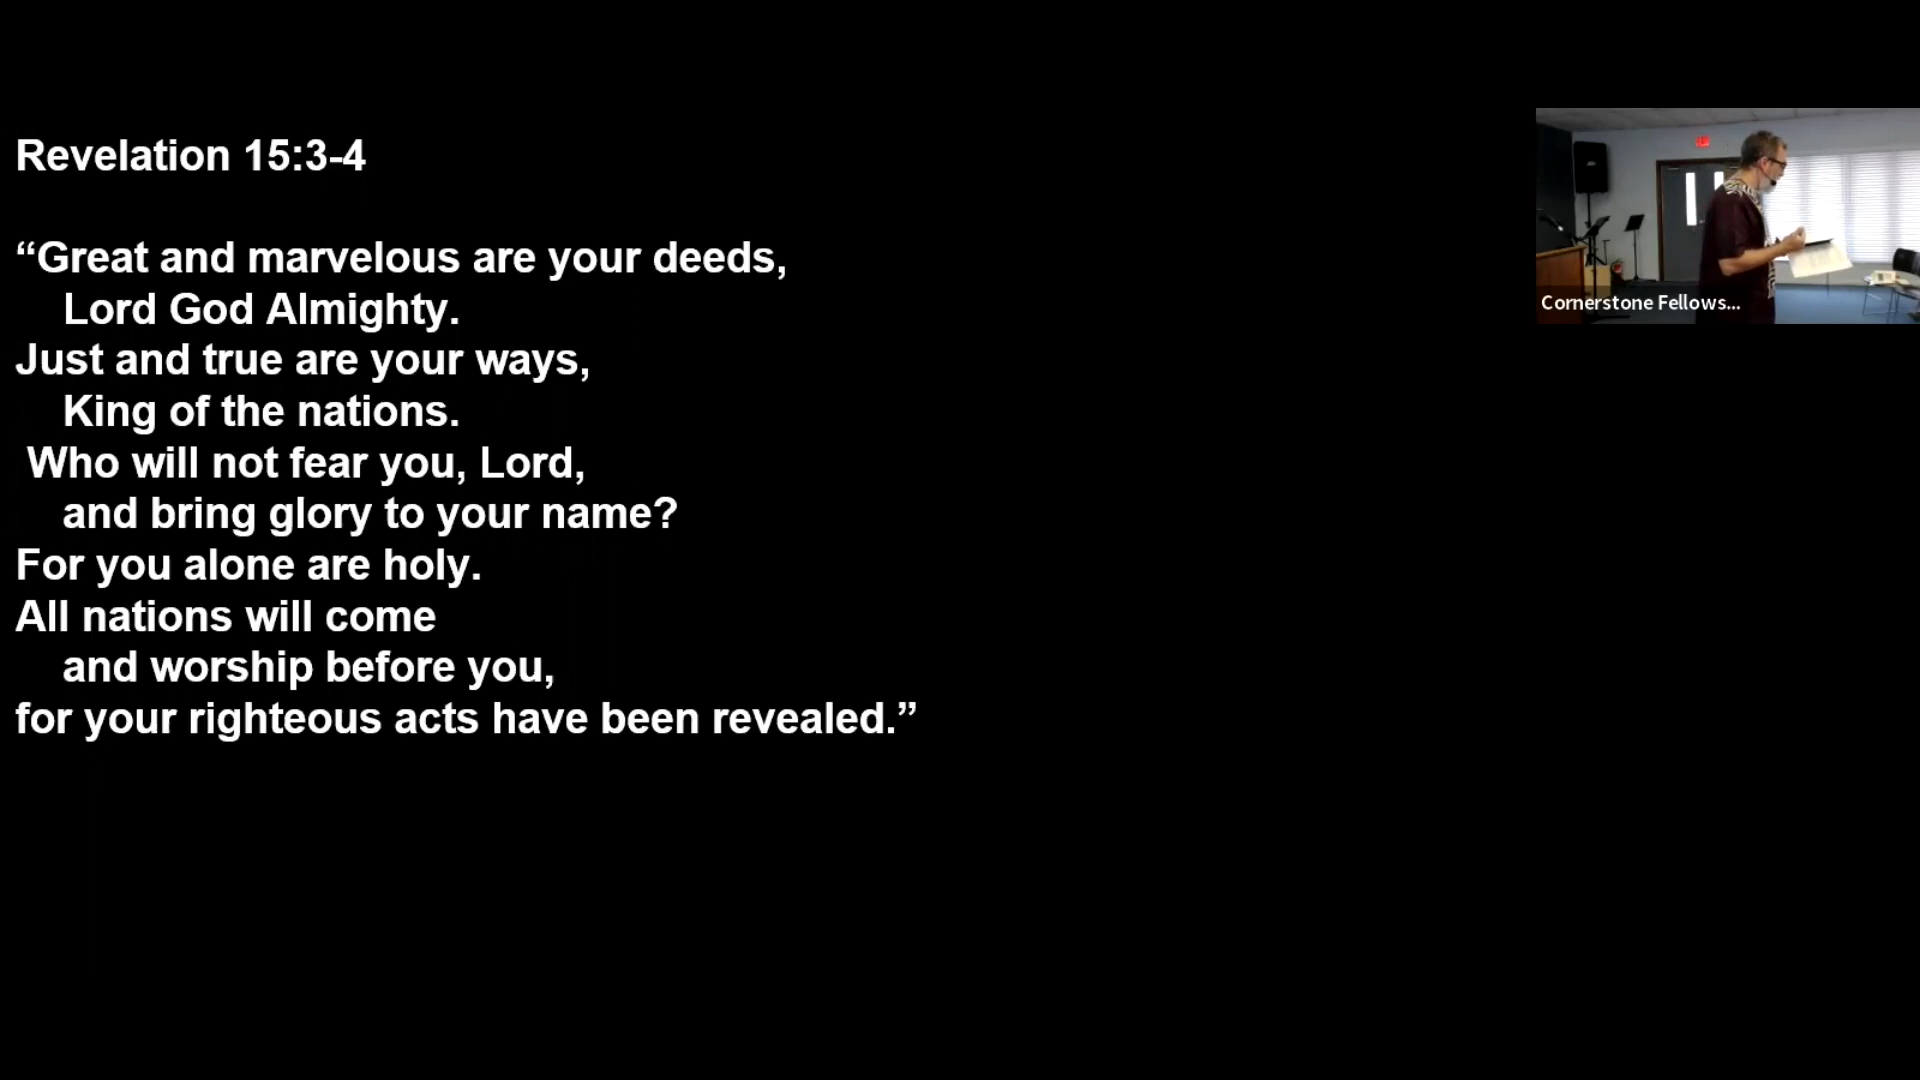 Revelation 15:3-4
“Great and marvelous are your deeds,
Lord God Almighty.
Just and true are your ways,
King of the nations.
Who will not fear you, Lord,
and bring glory to your name?
For you alone are holy.
All nations will come
and worship before you,
for your righteous acts have been revealed.”
Cornerstone Fellows...